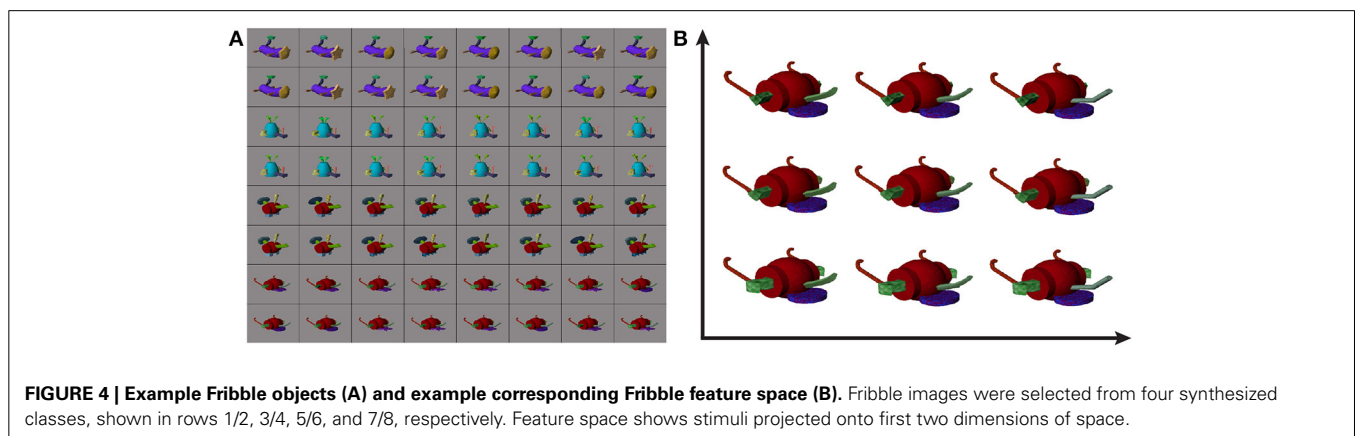 A
B
FIGURE 4 | Example Fribble objects (A) and example corresponding Fribble feature space (B). Fribble images were selected from four synthesized
classes, shown in rows 1/2, 3/4, 5/6, and 7/8, respectively. Feature space shows stimuli projected onto first two dimensions of space.